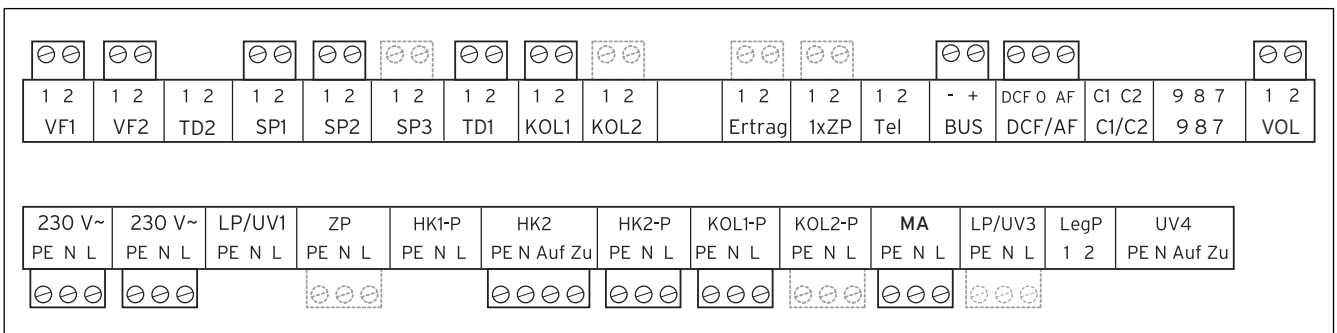 1 2 1 2 1 2 1 2 1 2 1 2 1 2 1 2 1 2 1 2 1 2 1 2 - + DCF O AF C1 C2 9 8 7 1 2
VF1 VF2 TD2 SP1 SP2 SP3 TD1 KOL1 KOL2 Ertrag 1xZP Tel BUS DCF/AF C1/C2 9 8 7 VOL
230 V~ 230 V~ LP/UV1 ZP HK1-P HK2 HK2-P KOL1-P KOL2-P MA LP/UV3 LegP UV4
PE N L PE N L PE N L PE N L PE N L PE N Auf Zu PE N L PE N L PE N L PE N L PE N L 1 2 PE N Auf Zu